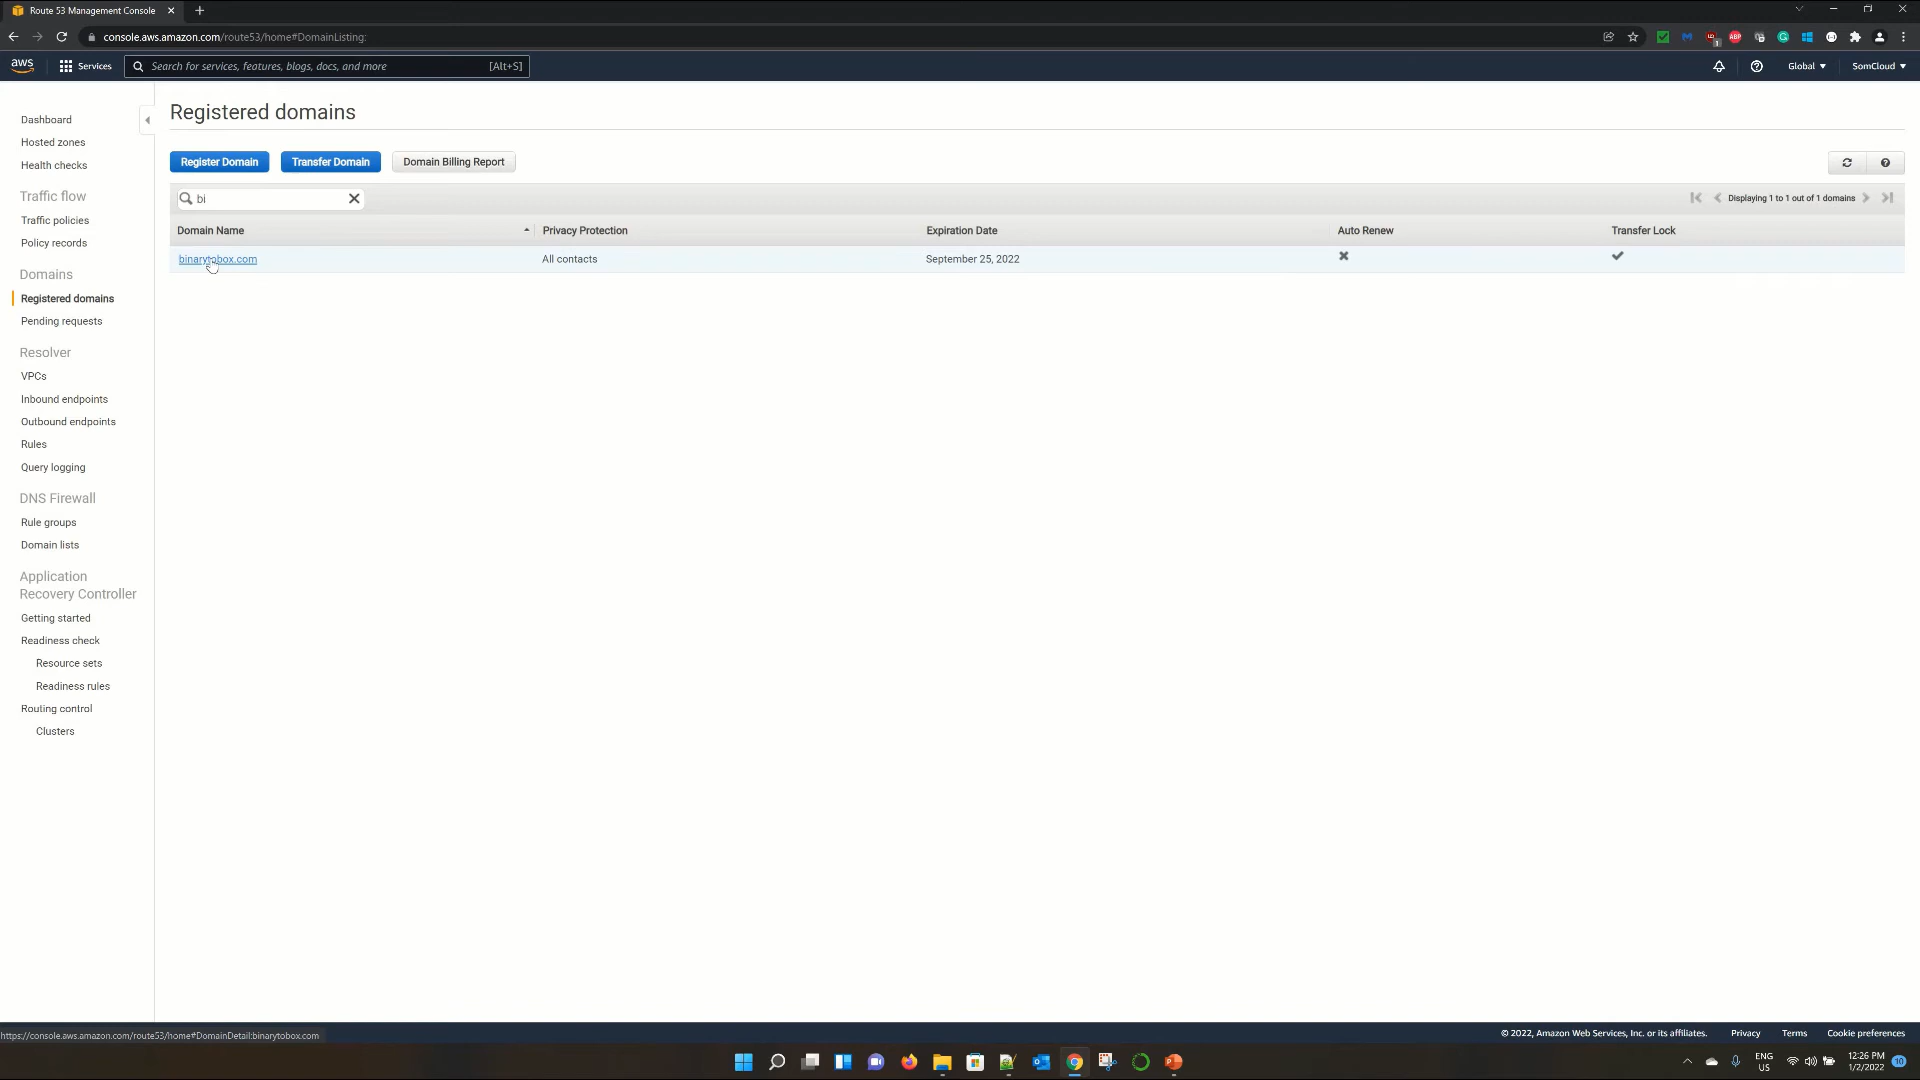 Route 53 Management Console
console.aws.amazon.com/route53/home#DomainListing:
aws
Services
Search for services, features, blogs, docs, and more
[Alt+S]
Global
SomCloud
Dashboard
Hosted zones
Health checks
Traffic flow
Traffic policies
Policy records
Domains
Registered domains
Pending requests
Resolver
VPCs
Inbound endpoints
Outbound endpoints
Rules
Query logging
DNS Firewall
Rule groups
Domain lists
Application
Recovery Controller
Getting started
Readiness check
Resource sets
Readiness rules
Routing control
Clusters
Registered domains
Register Domain
Transfer Domain
Domain Billing Report
bi
Displaying 1 to 1 out of 1 domains
Domain Name
Privacy Protection
Expiration Date
Auto Renew
Transfer Lock
binarytobox.com
All contacts
September 25, 2022
https://console.aws.amazon.com/route53/home#DomainDetail:binarytobox.com
© 2022, Amazon Web Services, Inc. or its affiliates.
Privacy
Terms
Cookie preferences
ENG
US
12:26 PM
1/2/2022
10